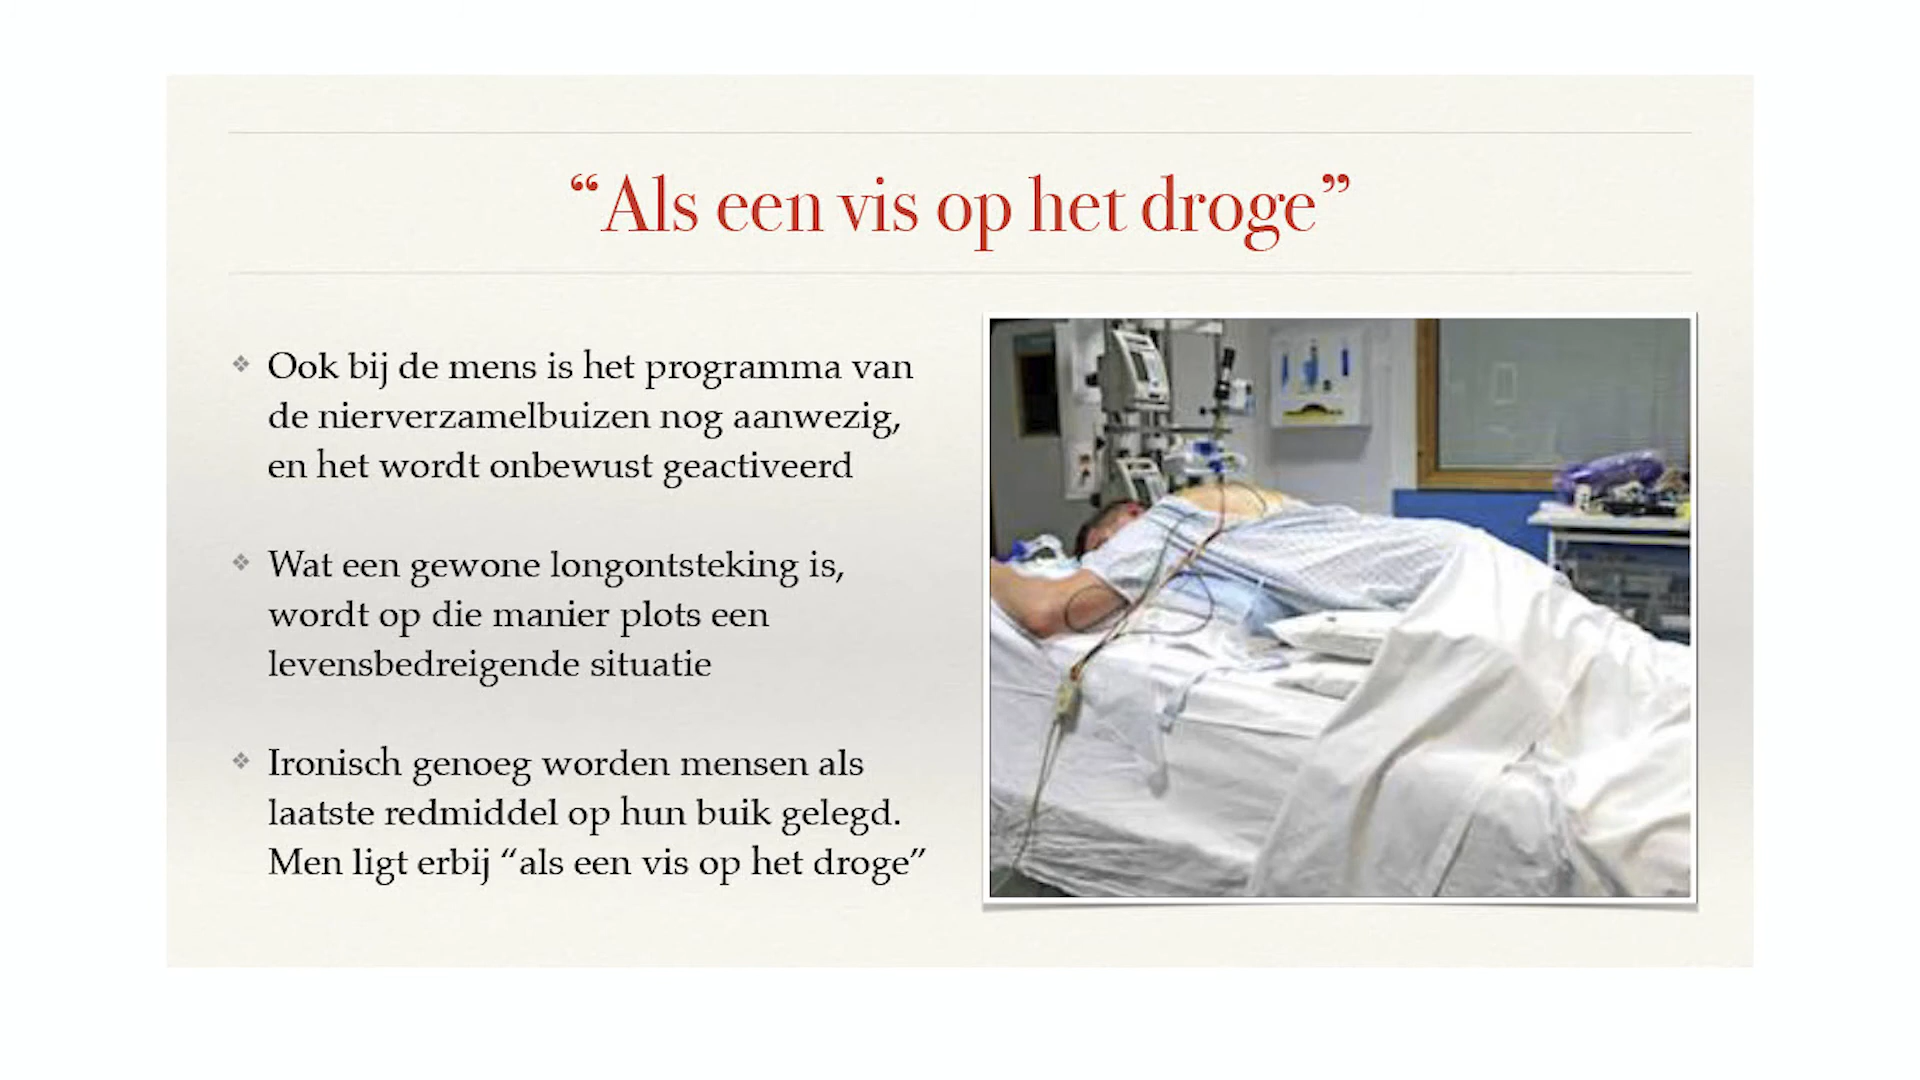 “Als een vis op het droge”
Ook bij de mens is het programma van
de nierverzamelbuizen nog aanwezig,
en het wordt onbewust geactiveerd
Wat een gewone longontsteking is,
wordt op die manier plots een
levensbedreigende situatie
Ironisch genoeg worden mensen als
laatste redmiddel op hun buik gelegd.
Men ligt erbij “als een vis op het droge”